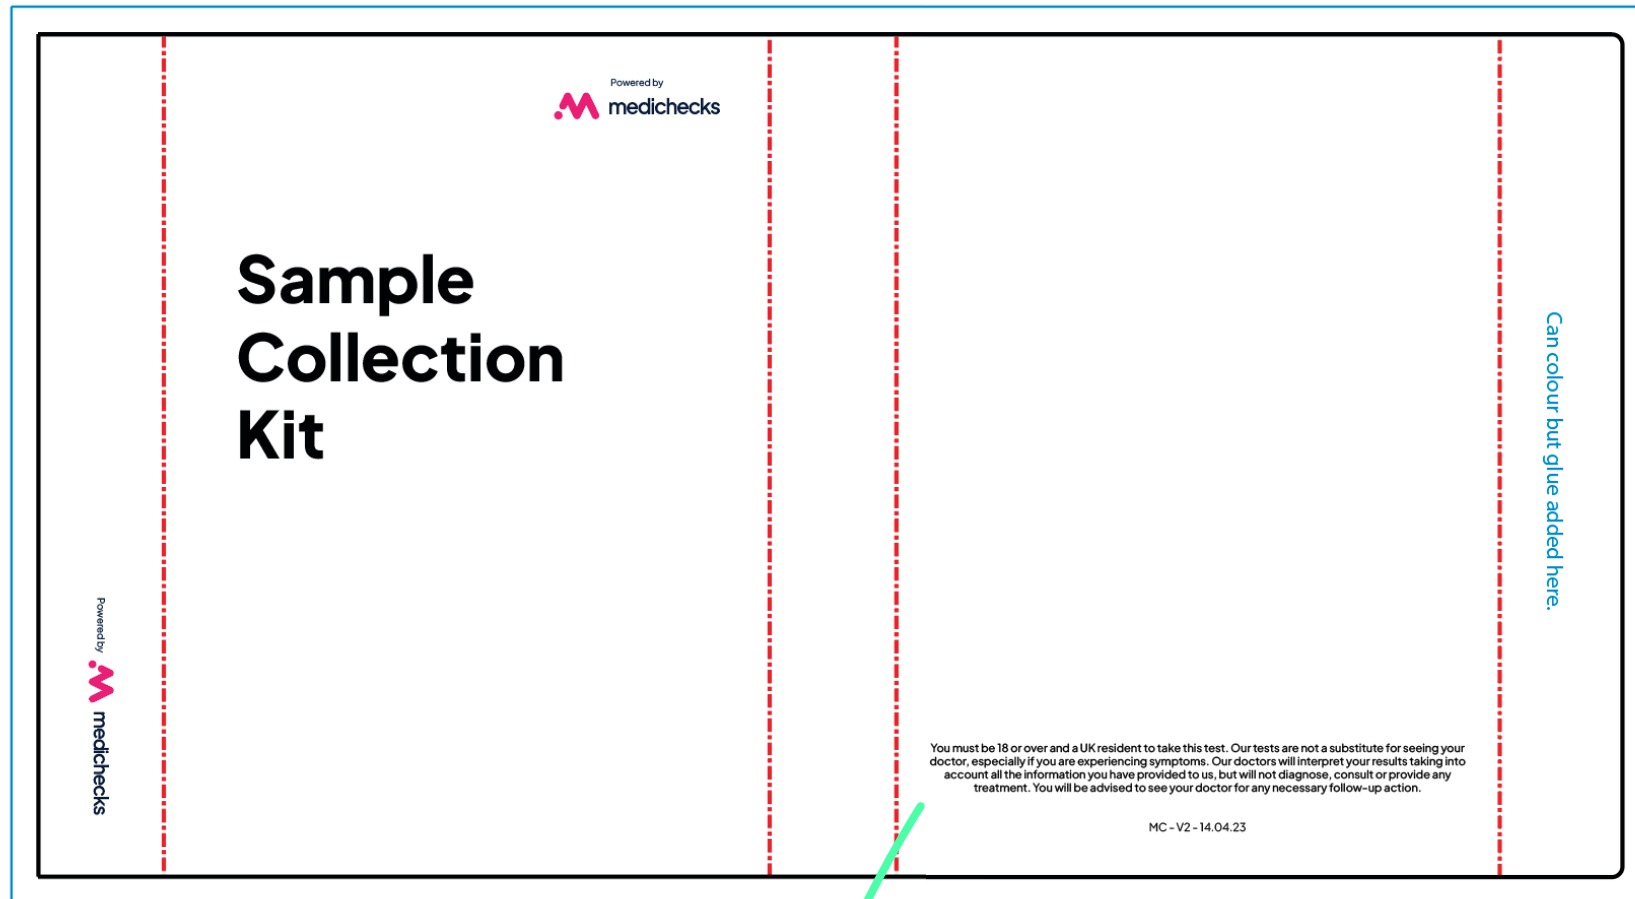 Powered by
medichecks
Sample
Collection
Kit
Powered by
medichecks
You must be 18 or over and a UK resident to take this test. Our tests are not a substitute for seeing your
doctor, especially if you are experiencing symptoms. Our doctors will interpret your results taking into
account all the information you have provided to us, but will not diagnose, consult or provide any
treatment. You will be advised to see your doctor for any necessary follow-up action.
MC - V2 - 14.04.23
Can colour but glue added here.